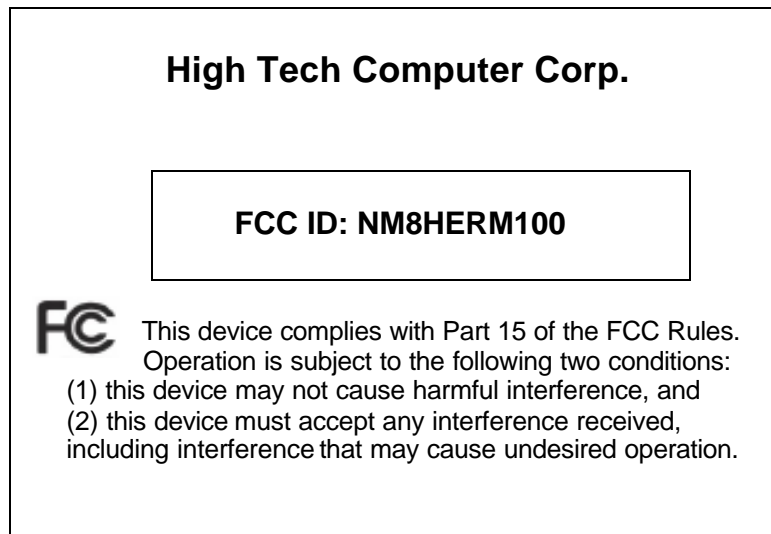 High Tech Computer Corp.
FCC ID: NM8HERM100
FC This device complies with Part 15 of the FCC Rules.
Operation is subject to the following two conditions:
(1) this device may not cause harmful interference, and
(2) this device must accept any interference received,
including interference that may cause undesired operation.